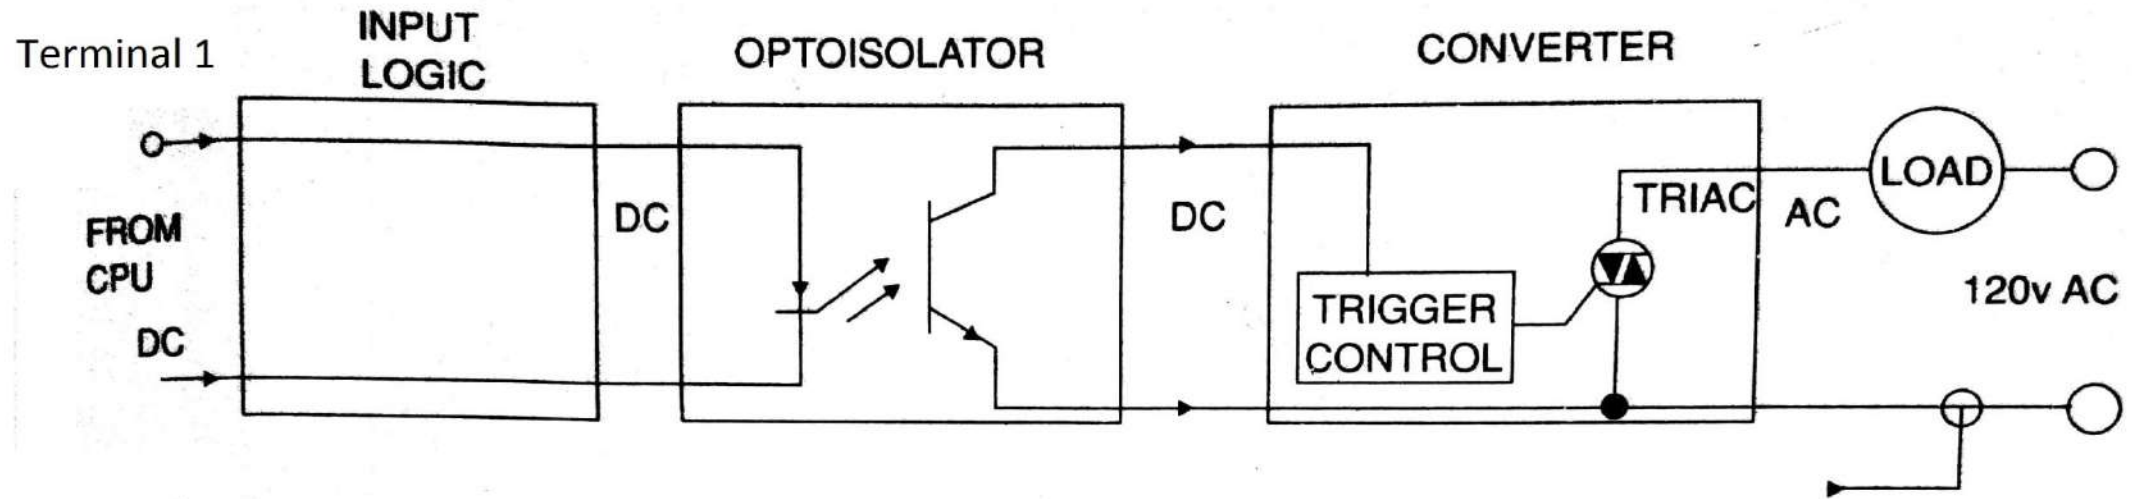 Terminal 1
INPUT
LOGIC
OPTOISOLATOR
CONVERTER
FROM
CPU
DC
DC
DC
TRIGGER
CONTROL
TRIAC
AC
LOAD
120v AC